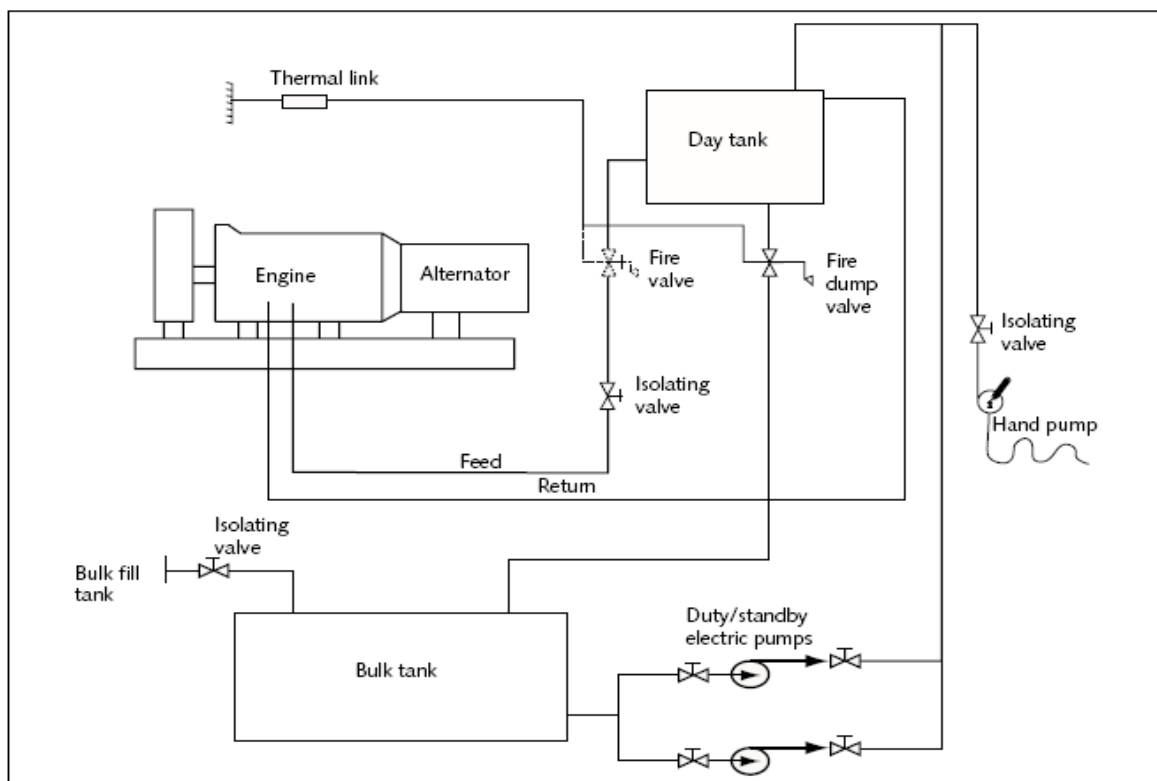 Thermal link
Day tank
Engine
Alternator
Fire
valve
Fire
dump
valve
Isolating
valve
Isolating
valve
Hand pump
Feed
Return
Isolating
valve
Bulk fill
tank
Duty/standby
electric pumps
Bulk tank